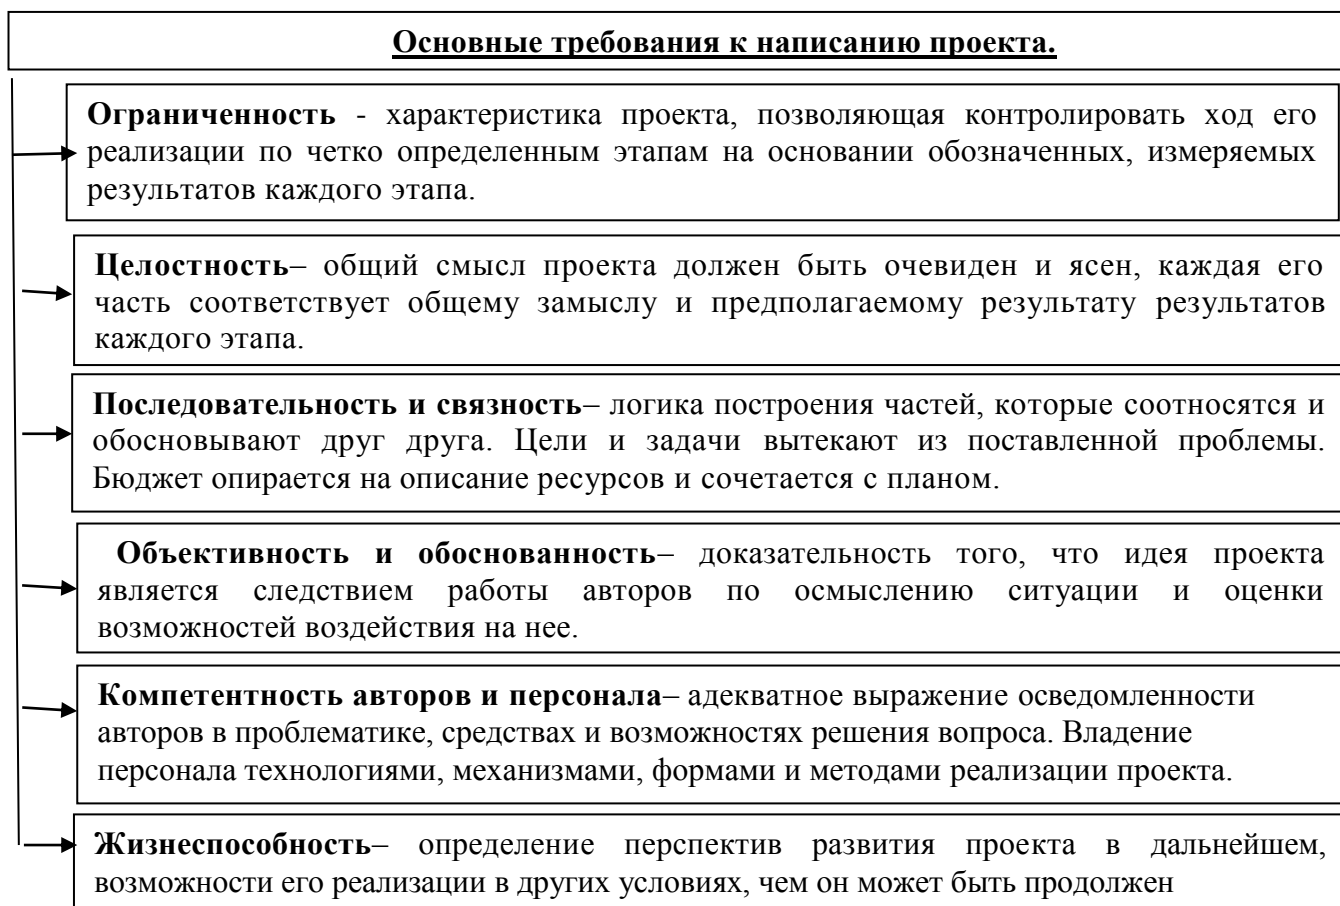 Основные требования к написанию проекта.
Ограниченность - характеристика проекта, позволяющая контролировать ход его
реализации по четко определенным этапам на основании обозначенных, измеряемых
результатов каждого этапа.
Целостность– общий смысл проекта должен быть очевиден и ясен, каждая его
часть соответствует общему замыслу и предполагаемому результату результатов
каждого этапа.
Последовательность и связность– логика построения частей, которые соотносятся и
обосновывают друг друга. Цели и задачи вытекают из поставленной проблемы.
Бюджет опирается на описание ресурсов и сочетается с планом.
Объективность и обоснованность– доказательность того, что идея проекта
является следствием работы авторов по осмыслению ситуации и оценки
возможностей воздействия на нее.
Компетентность авторов и персонала– адекватное выражение осведомленности
авторов в проблематике, средствах и возможностях решения вопроса. Владение
персонала технологиями, механизмами, формами и методами реализации проекта.
Жизнеспособность– определение перспектив развития проекта в дальнейшем,
возможности его реализации в других условиях, чем он может быть продолжен